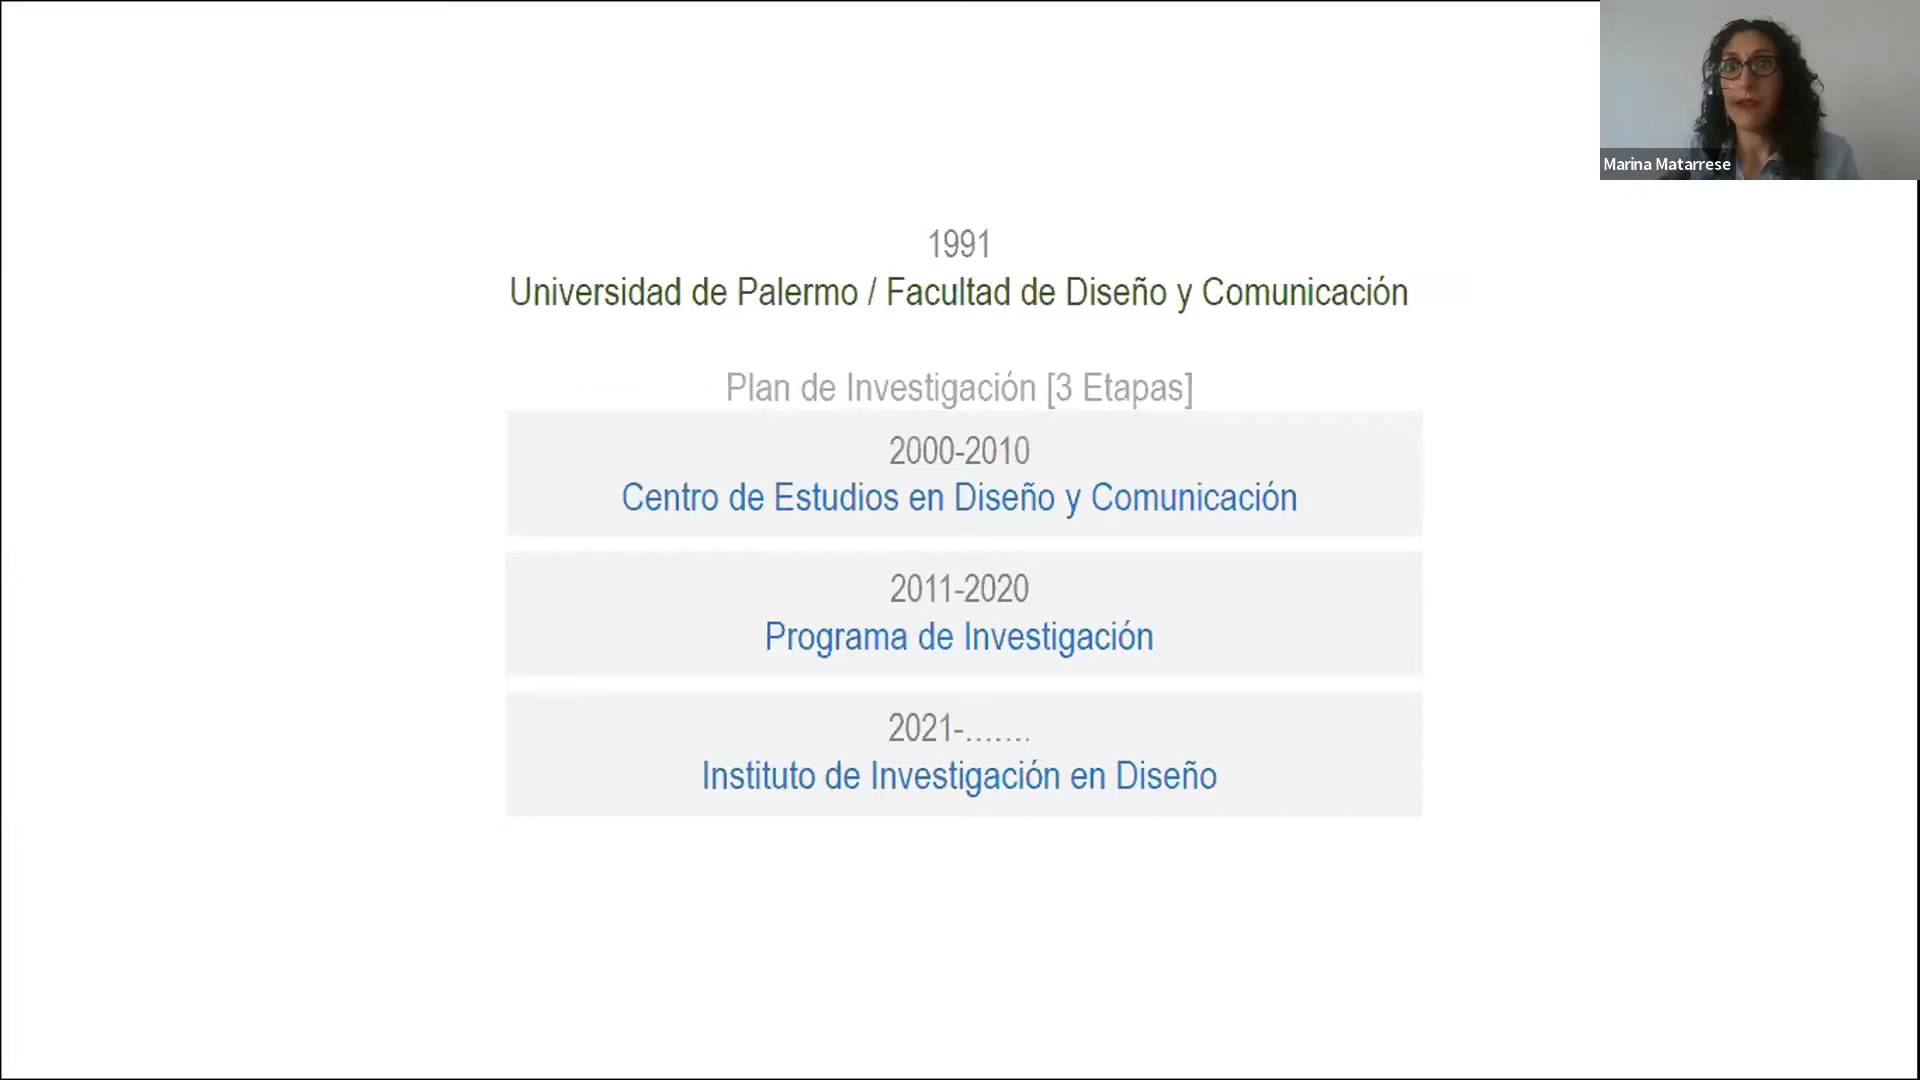 Marina Matarrese
1991
Universidad de Palermo / Facultad de Diseño y Comunicación
Plan de Investigación [3 Etapas]
2000-2010
Centro de Estudios en Diseño y Comunicación
2011-2020
Programa de Investigación
2021-.......
Instituto de Investigación en Diseño